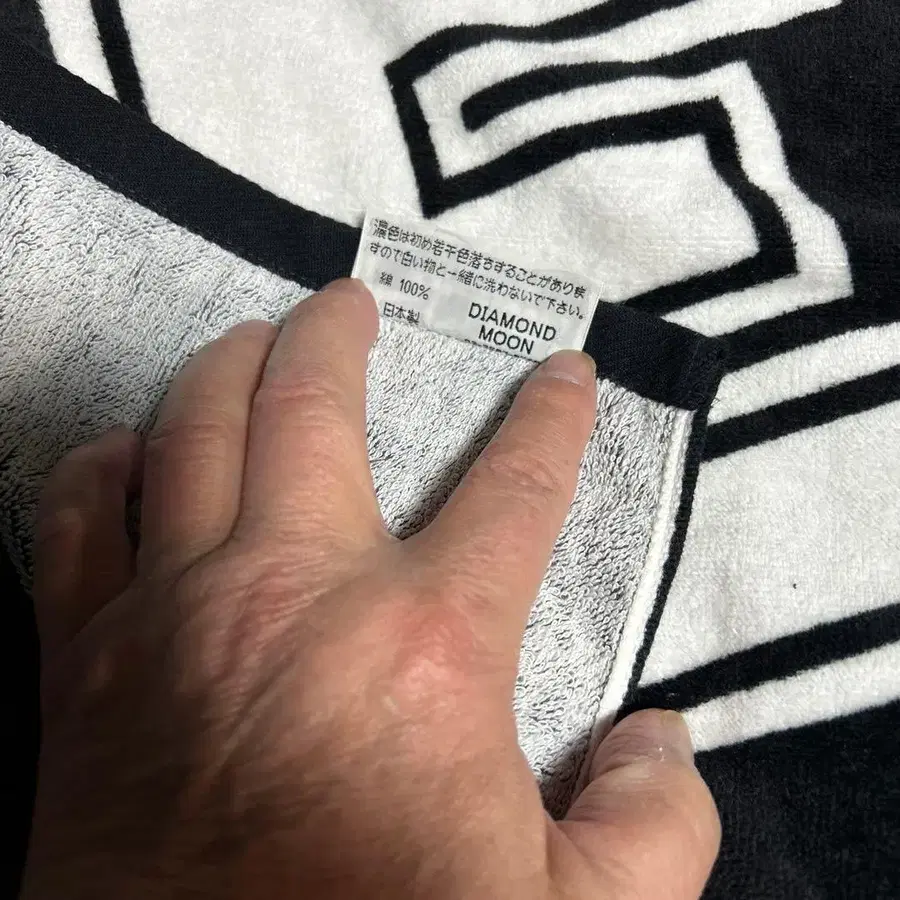 濃色は初め若干色落ちすることがありま
すので白い物と一緒に洗わないで下さい。
綿 100%
日本製
DIAMOND
MOON